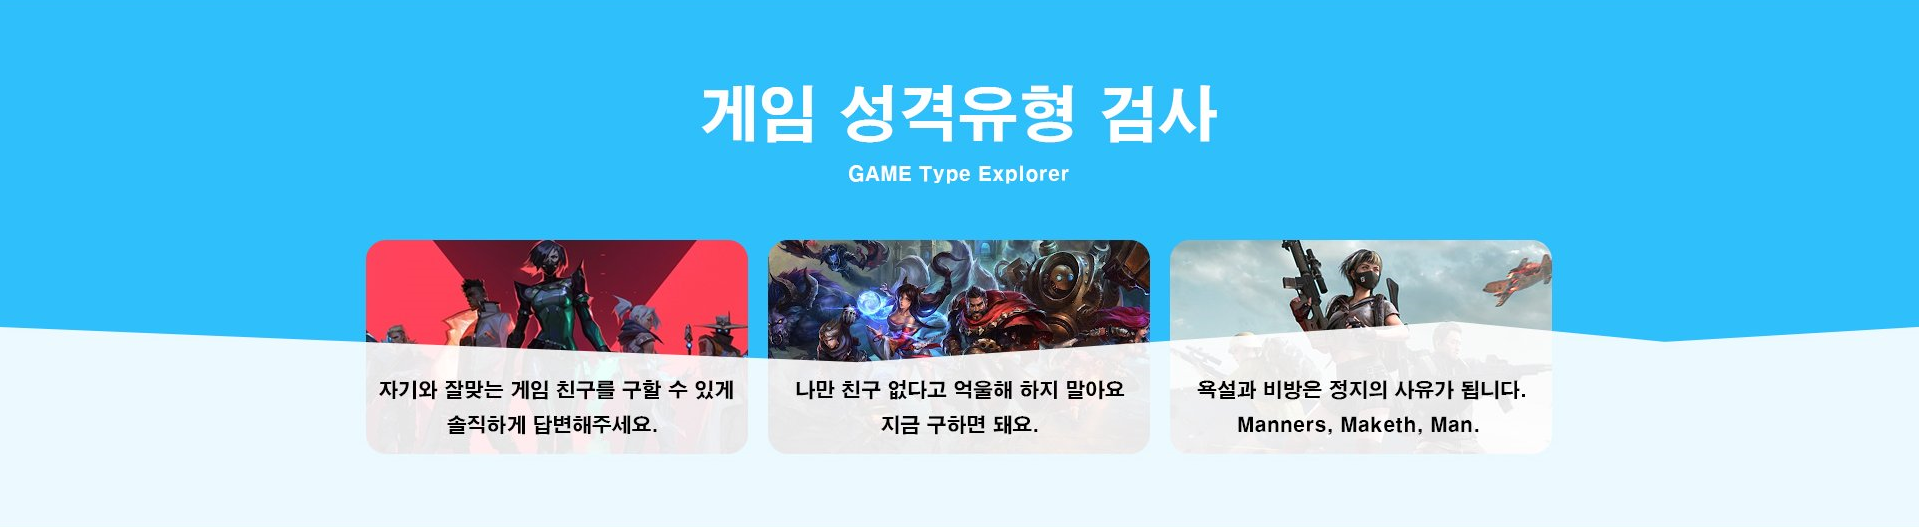 게임 성격유형 검사
GAME Type Explorer
자기와 잘맞는 게임 친구를 구할 수 있게
솔직하게 답변해주세요.
나만 친구 없다고 억울해 하지 말아요
지금 구하면 돼요.
욕설과 비방은 정지의 사유가 됩니다.
Manners, Maketh, Man.